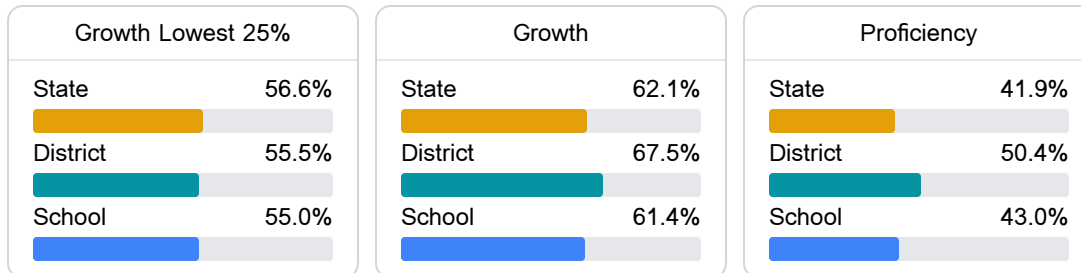 Growth Lowest 25%
State 56.6%
District 55.5%
School 55.0%
Growth
State 62.1%
District 67.5%
School 61.4%
Proficiency
State 41.9%
District 50.4%
School 43.0%